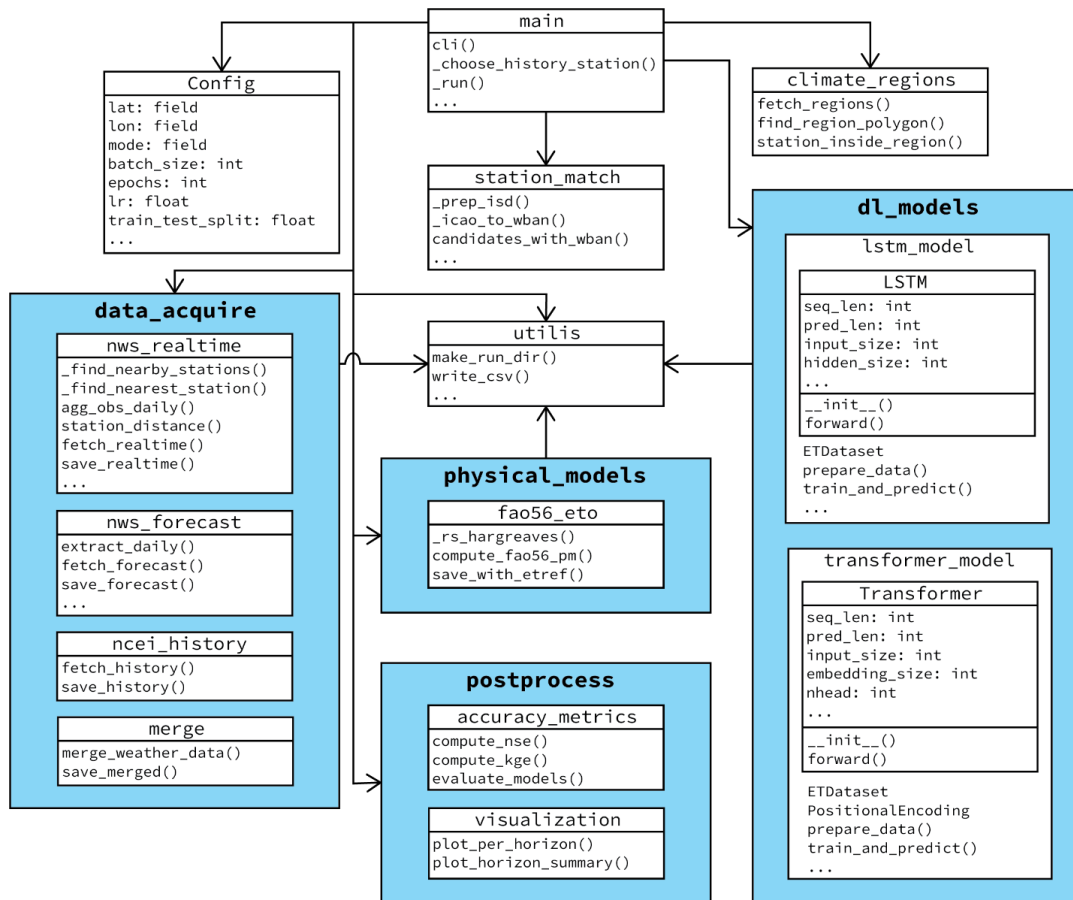 main
cli()
_choose_history_station()
_run()
...
Config
lat: field
lon: field
mode: field
batch_size: int
epochs: int
lr: float
train_test_split: float
...
climate_regions
fetch_regions()
find_region_polygon()
station_inside_region()
station_match
_prep_isd()
_icao_to_wban()
candidates_with_wban()
...
data_acquire
nws_realtime
_find_nearby_stations()
_find_nearest_station()
agg_obs_daily()
station_distance()
fetch_realtime()
save_realtime()
...
nws_forecast
extract_daily()
fetch_forecast()
save_forecast()
...
ncei_history
fetch_history()
save_history()
merge
merge_weather_data()
save_merged()
utilis
make_run_dir()
write_csv()
...
physical_models
fao56_eto
_rs_hargreaves()
compute_fao56_pm()
save_with_etref()
postprocess
accuracy_metrics
compute_nse()
compute_kge()
evaluate_models()
visualization
plot_per_horizon()
plot_horizon_summary()
dl_models
lstm_model
LSTM
seq_len: int
pred_len: int
input_size: int
hidden_size: int
...
__init__()
forward()
ETDataset
prepare_data()
train_and_predict()
...
transformer_model
Transformer
seq_len: int
pred_len: int
input_size: int
embedding_size: int
nhead: int
...
__init__()
forward()
ETDataset
PositionalEncoding
prepare_data()
train_and_predict()
...